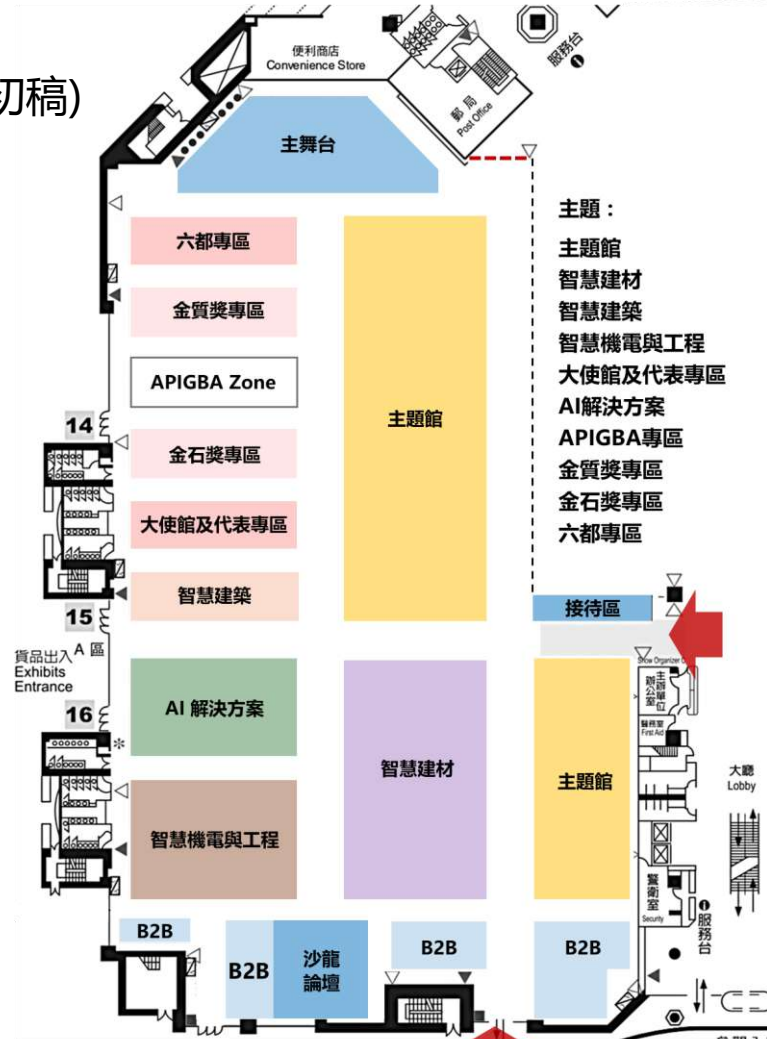 初稿)
便利商店
Convenience Store
服務台
郵局
Post Office
主舞台
主題：
主題館
智慧建材
智慧建築
智慧機電與工程
大使館及代表專區
AI解決方案
APIGBA專區
金質獎專區
金石獎專區
六都專區
六都專區
金質獎專區
APIGBA Zone
主題館
14
金石獎專區
大使館及代表專區
智慧建築
接待區
15
貨品出入 A 區
Exhibits
Entrance
16
AI 解決方案
智慧建材
主題館
智慧機電與工程
主辦單位
辦公室
醫務室
First Aid
大廳
Lobby
警衛室
Security
服務台
B2B
B2B
沙龍
論壇
B2B
B2B